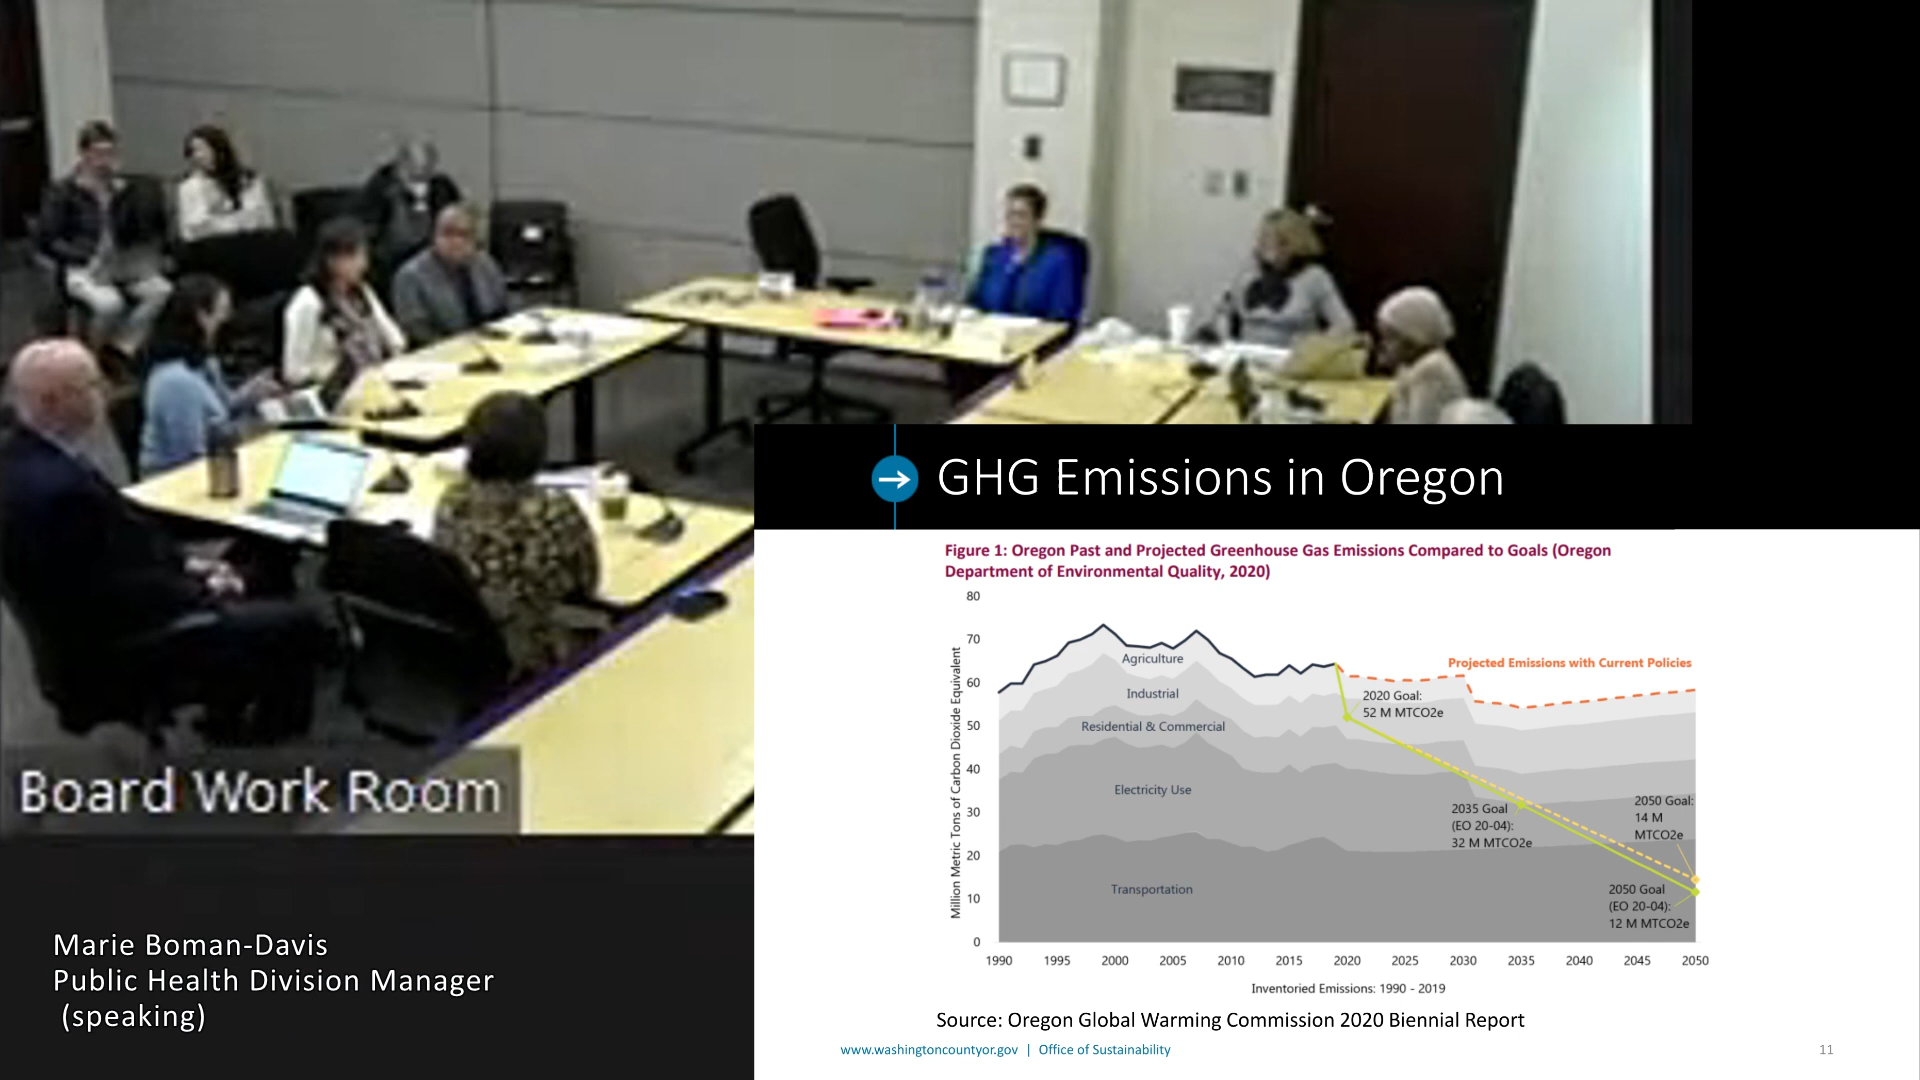 Board Work Room
Marie Boman-Davis
Public Health Division Manager
(speaking)
GHG Emissions in Oregon
Figure 1: Oregon Past and Projected Greenhouse Gas Emissions Compared to Goals (Oregon
Department of Environmental Quality, 2020)
Million Metric Tons of Carbon Dioxide Equivalent
80
70
60
50
40
30
20
10
0
Agriculture
Industrial
Residential & Commercial
Electricity Use
Transportation
Projected Emissions with Current Policies
2020 Goal:
52 M MTCO2e
2035 Goal
(EO 20-04):
32 M MTCO2e
2050 Goal:
14 M
MTCO2e
2050 Goal
(EO 20-04):
12 M MTCO2e
1990 1995 2000 2005 2010 2015 2020 2025 2030 2035 2040 2045 2050
Inventoried Emissions: 1990 - 2019
Source: Oregon Global Warming Commission 2020 Biennial Report
www.washingtoncountyor.gov | Office of Sustainability
11